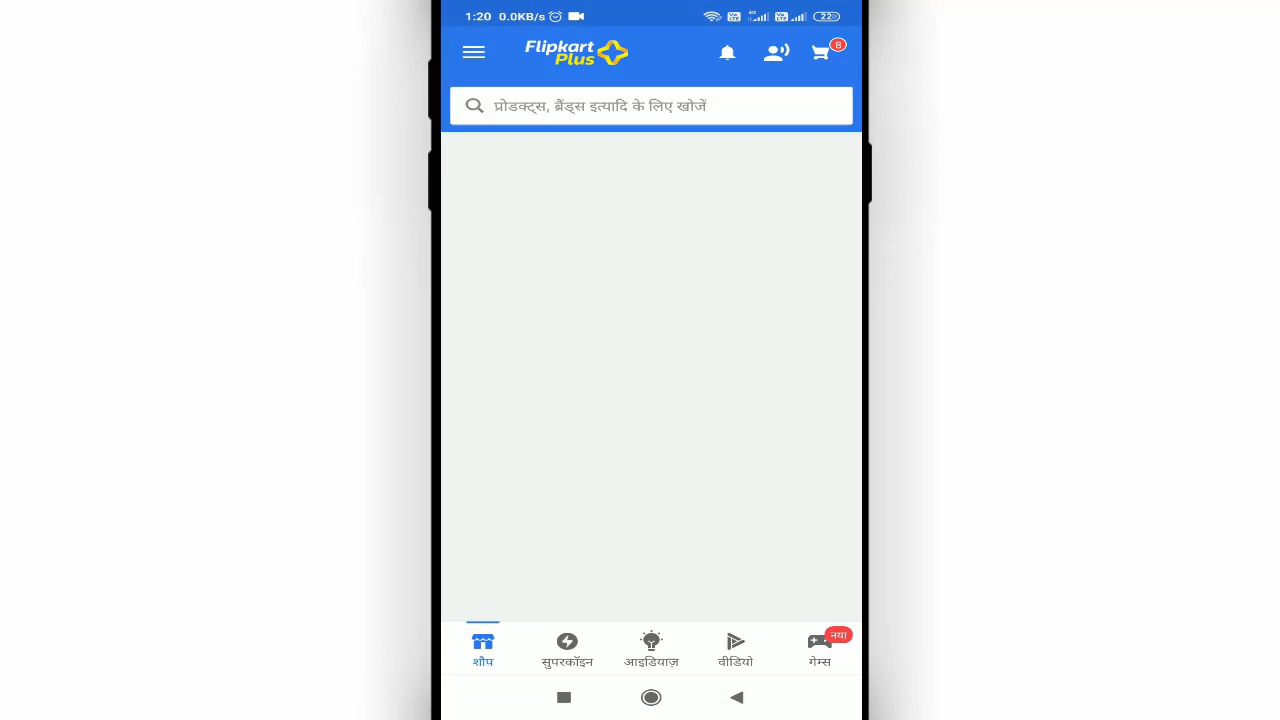 1:20 0.0KB/s 22
Flipkart
Plus
8
प्रोडक्ट्स, ब्रैंड्स इत्यादि के लिए खोजें
नया
शौप सुपरकॉइन आइडियाज़ वीडियो गेम्स